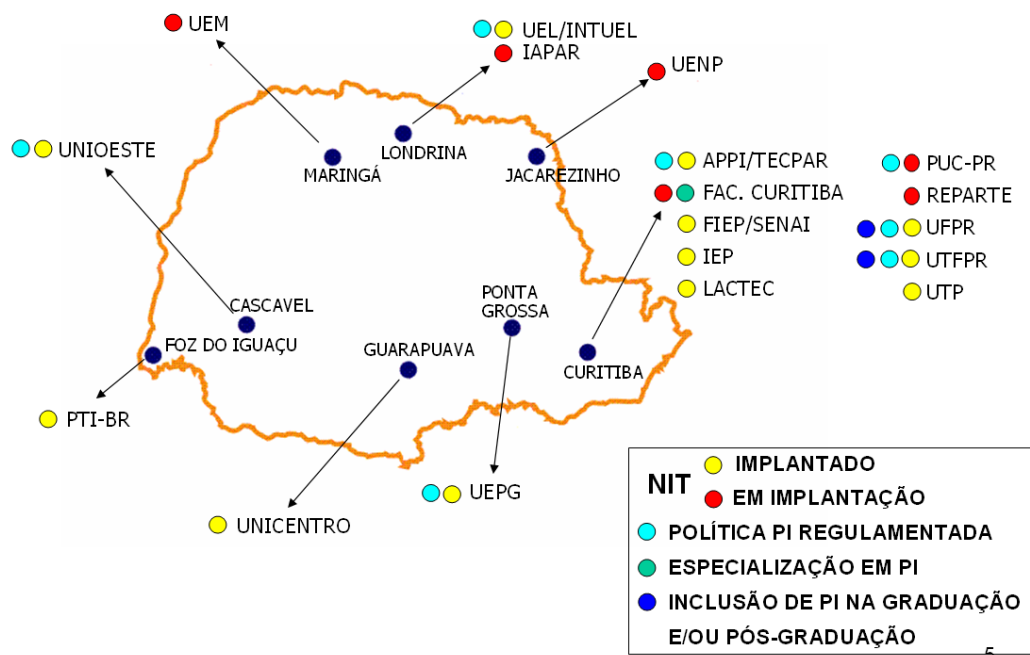 UEM
UEL/INTUEL
IAPAR
UENP
UNIOESTE
MARINGÁ
LONDRINA
JACAREZINHO
APPI/TECPAR
FAC. CURITIBA
FIEP/SENAI
IEP
LACTEC
PUC-PR
REPARTE
UFPR
UTFPR
UTP
CASCAVEL
FOZ DO IGUAÇU
GUARAPUAVA
PONTA
GROSSA
CURITIBA
PTI-BR
UNICENTRO
UEPG
NIT
IMPLANTADO
EM IMPLANTAÇÃO
POLÍTICA PI REGULAMENTADA
ESPECIALIZAÇÃO EM PI
INCLUSÃO DE PI NA GRADUAÇÃO
E/OU PÓS-GRADUAÇÃO